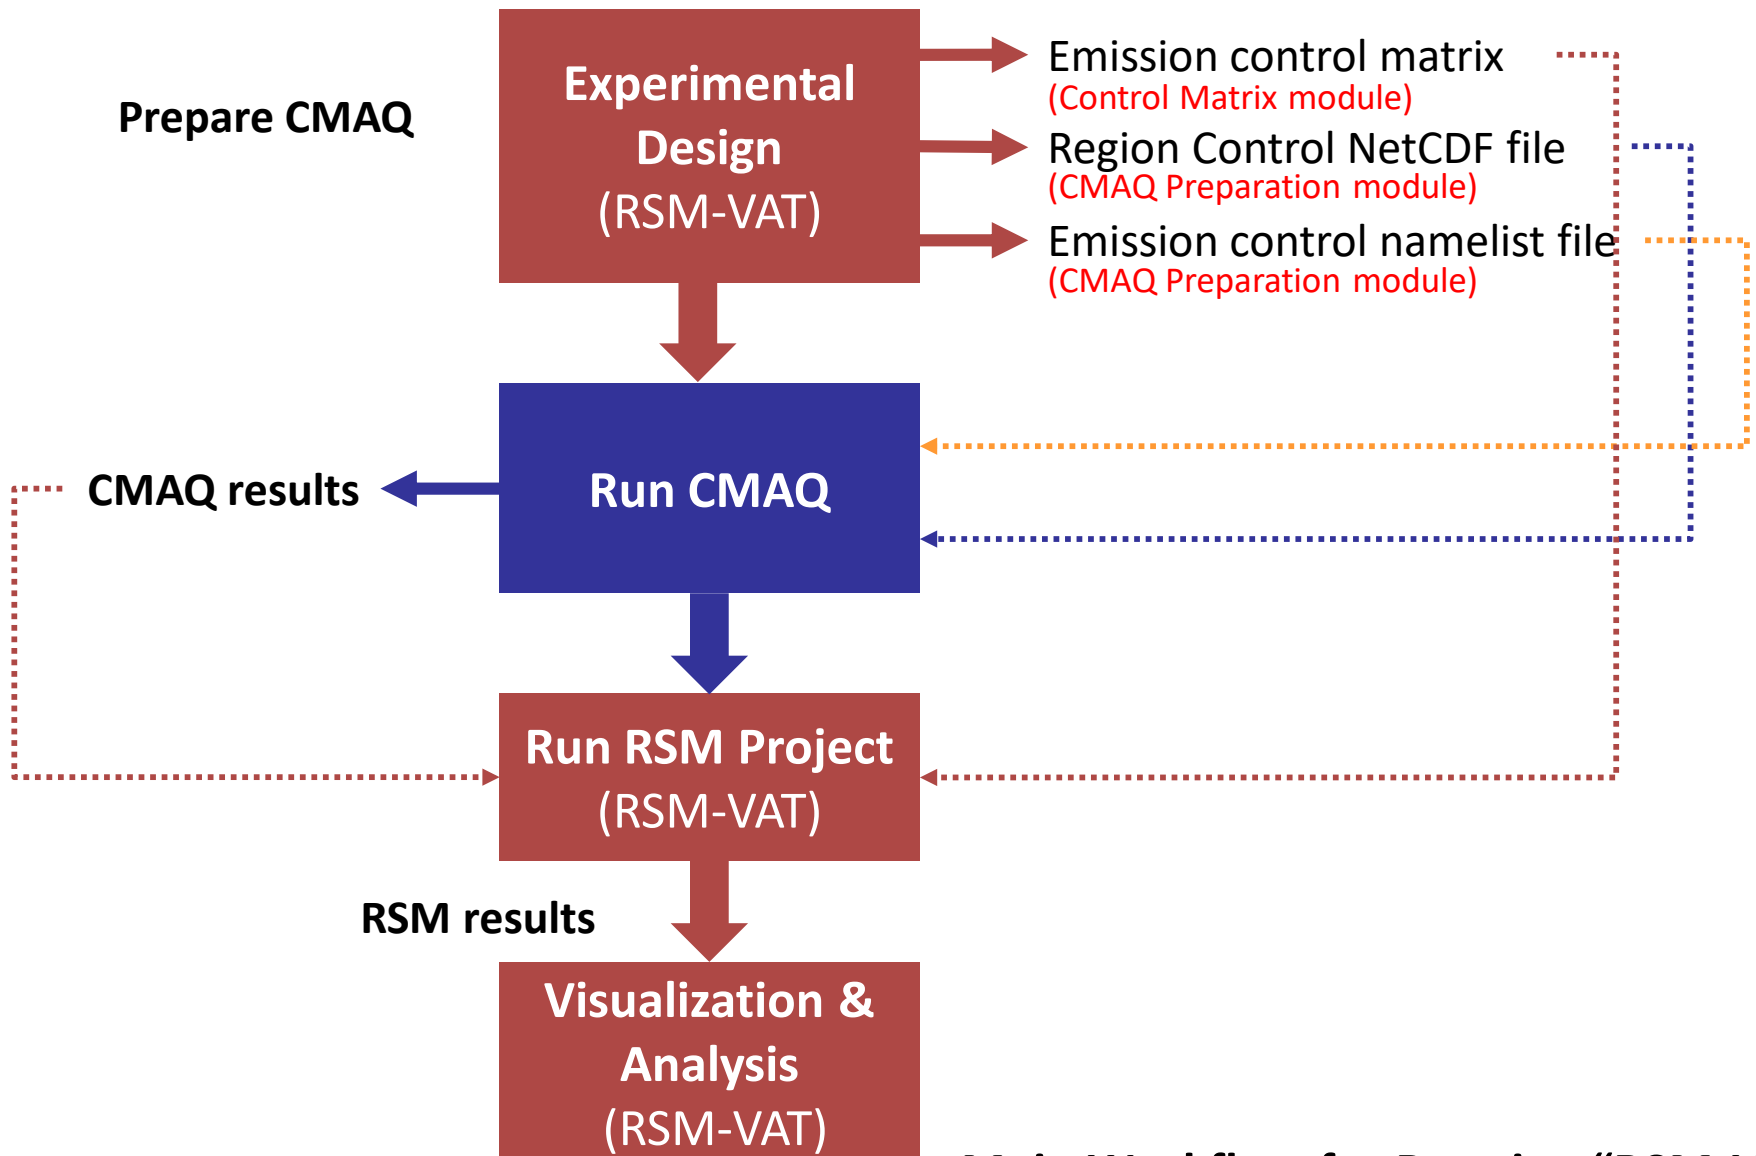 Prepare CMAQ
Experimental
Design
(RSM-VAT)
Emission control matrix
(Control Matrix module)
Region Control NetCDF file
(CMAQ Preparation module)
Emission control namelist file
(CMAQ Preparation module)
CMAQ results
Run CMAQ
Run RSM Project
(RSM-VAT)
RSM results
Visualization &
Analysis
(RSM-VAT)